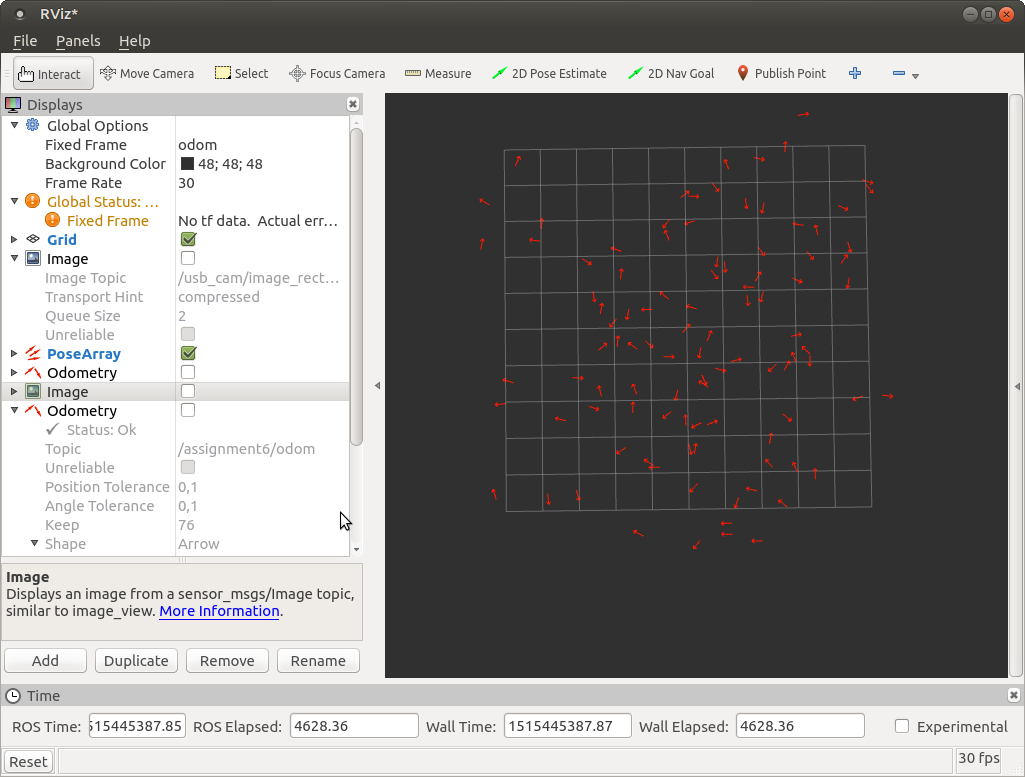 RViz*
File Panels Help
Interact Move Camera Select Focus Camera Measure 2D Pose Estimate 2D Nav Goal Publish Point
Displays
Global Options
Fixed Frame odom
Background Color 48; 48; 48
Frame Rate 30
Global Status: ...
Fixed Frame No tf data.  Actual err...
Grid
Image
Image Topic /usb_cam/image_rect...
Transport Hint compressed
Queue Size 2
Unreliable
PoseArray
Odometry
Image
Odometry
Status: Ok
Topic /assignment6/odom
Unreliable
Position Tolerance 0,1
Angle Tolerance 0,1
Keep 76
Shape Arrow
Image
Displays an image from a sensor_msgs/Image topic,
similar to image_view. More Information.
Add Duplicate Remove Rename
Time
ROS Time: 515445387.85 ROS Elapsed: 4628.36 Wall Time: 1515445387.87 Wall Elapsed: 4628.36 Experimental
Reset 30 fps